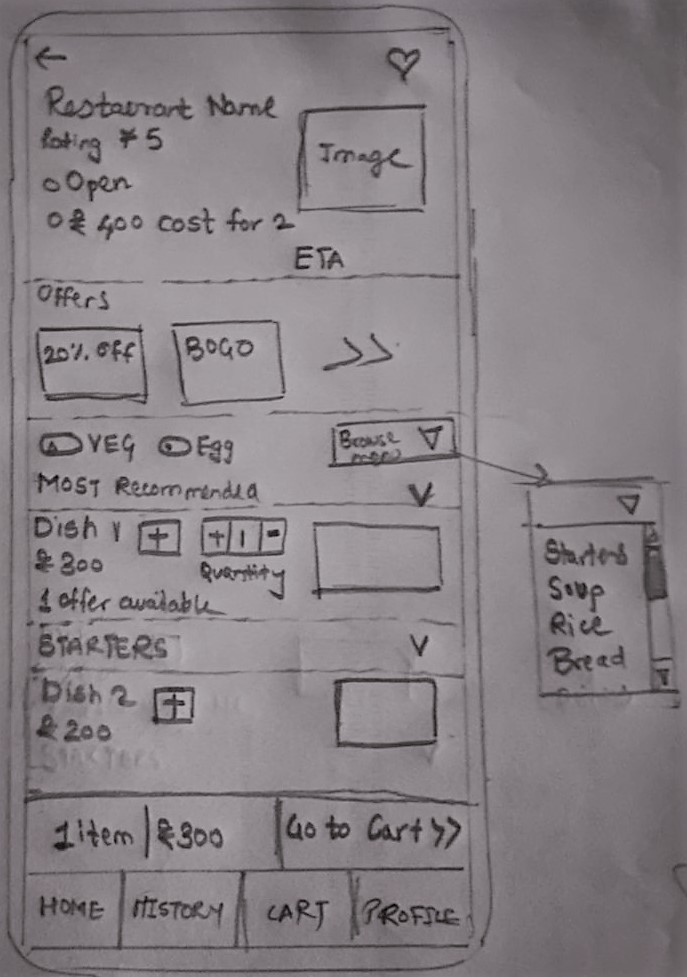 ←
Restaurant Name
Rating ★ 5
Image
Open
₹ 400 cost for 2
ETA
Offers
20% Off
BOGO
>>
VEG
Egg
Browse menu
MOST Recommended
Dish 1
+
+ 1 -
₹ 300
Quantity
1 offer available
STARTERS
Dish 2
+
₹ 200
1 item | ₹300
Go to Cart >>
HOME
HISTORY
CART
PROFILE
Starters
Soup
Rice
Bread